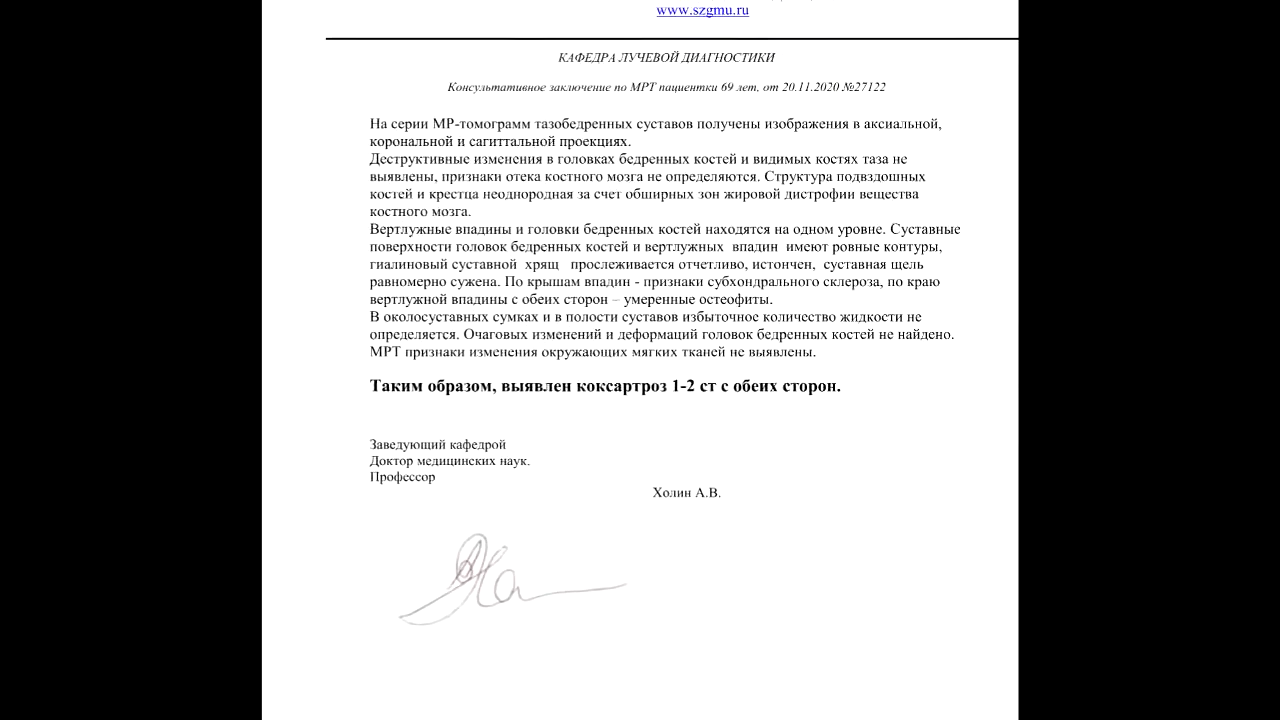 www.szgmu.ru
КАФЕДРА ЛУЧЕВОЙ ДИАГНОСТИКИ
Консультативное заключение по МРТ пациентки 69 лет, от 20.11.2020 №27122
На серии МР-томограмм тазобедренных суставов получены изображения в аксиальной,
корональной и сагиттальной проекциях.
Деструктивные изменения в головках бедренных костей и видимых костях таза не
выявлены, признаки отека костного мозга не определяются. Структура подвздошных
костей и крестца неоднородная за счет обширных зон жировой дистрофии вещества
костного мозга.
Вертлужные впадины и головки бедренных костей находятся на одном уровне. Суставные
поверхности головок бедренных костей и вертлужных впадин имеют ровные контуры,
гиалиновый суставной хрящ прослеживается отчетливо, истончен, суставная щель
равномерно сужена. По крышам впадин - признаки субхондрального склероза, по краю
вертлужной впадины с обеих сторон – умеренные остеофиты.
В околосуставных сумках и в полости суставов избыточное количество жидкости не
определяется. Очаговых изменений и деформаций головок бедренных костей не найдено.
МРТ признаки изменения окружающих мягких тканей не выявлены.
Таким образом, выявлен коксартроз 1-2 ст с обеих сторон.
Заведующий кафедрой
Доктор медицинских наук.
Профессор
Холин А.В.